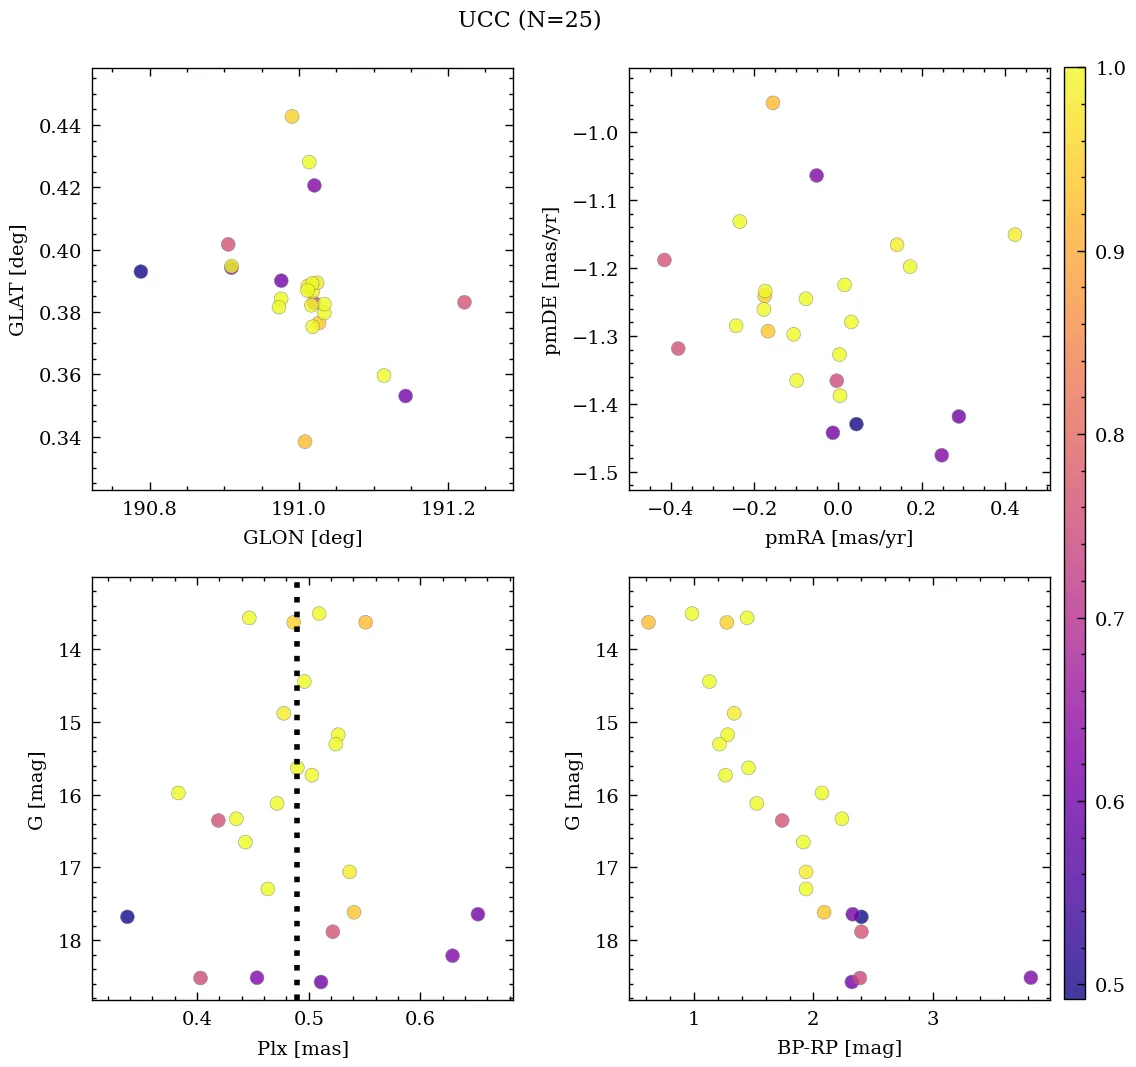 UCC (N=25)
0.44
0.42
0.40
0.38
0.36
0.34
GLAT [deg]
190.8 191.0 191.2
GLON [deg]
−1.0
−1.1
−1.2
−1.3
−1.4
−1.5
pmDE [mas/yr]
−0.4 −0.2 0.0 0.2 0.4
pmRA [mas/yr]
14
15
16
17
18
G [mag]
0.4 0.5 0.6
Plx [mas]
14
15
16
17
18
G [mag]
1 2 3
BP-RP [mag]
1.0
0.9
0.8
0.7
0.6
0.5